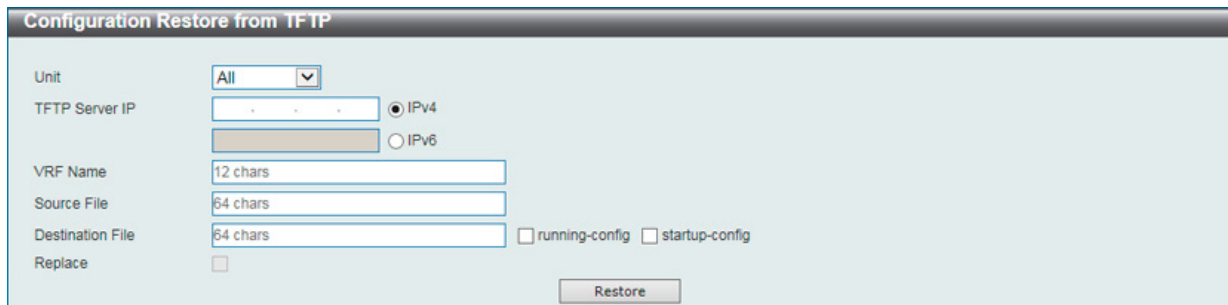 Configuration Restore from TFTP
Unit All
TFTP Server IP . . . IPv4
IPv6
VRF Name 12 chars
Source File 64 chars
Destination File 64 chars running-config startup-config
Replace
Restore